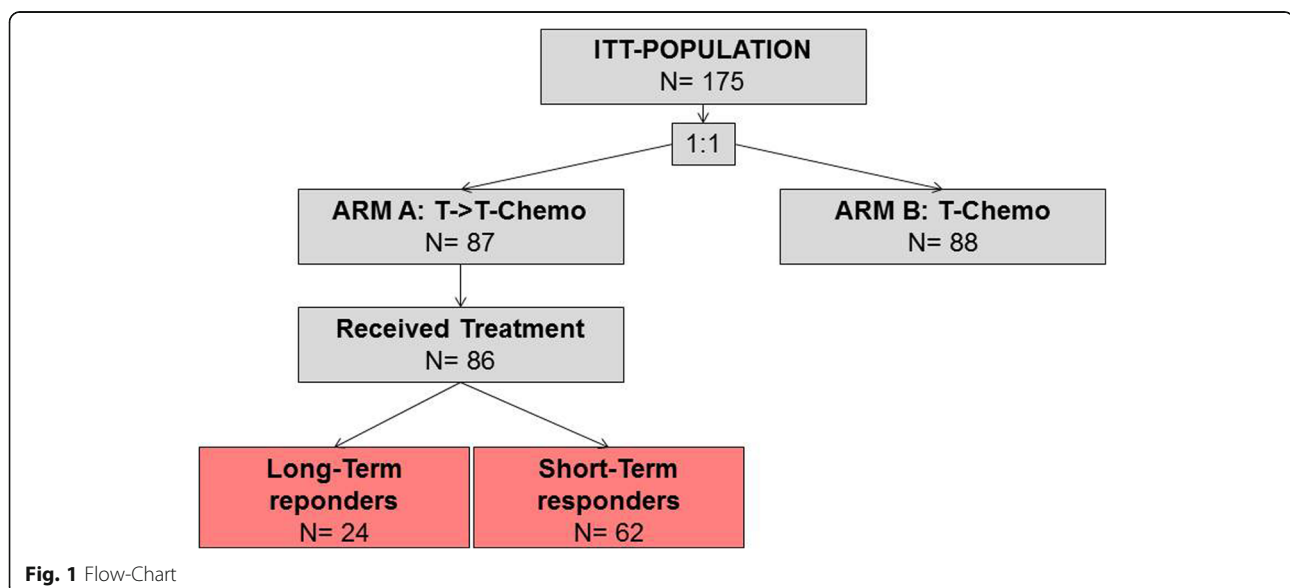 ITT-POPULATION
N= 175
1:1
ARM A: T->T-Chemo
N= 87
ARM B: T-Chemo
N= 88
Received Treatment
N= 86
Long-Term
reponders
N= 24
Short-Term
responders
N= 62
Fig. 1 Flow-Chart